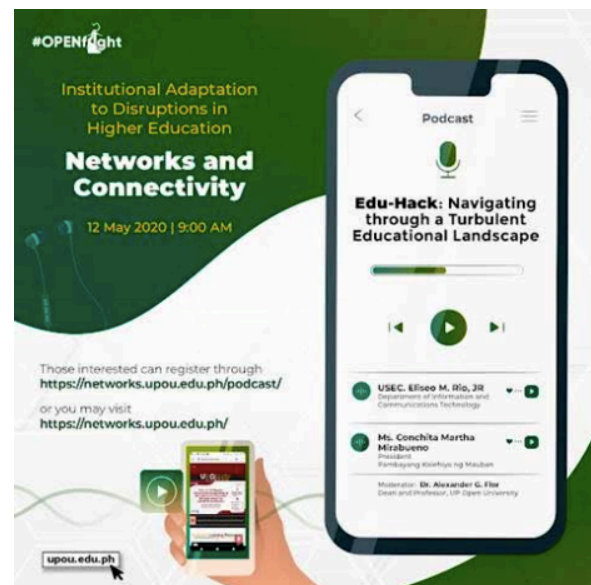 #OPENfight
Institutional Adaptation
to Disruptions in
Higher Education
Networks and
Connectivity
12 May 2020 | 9:00 AM
Those interested can register through
https://networks.upou.edu.ph/podcast/
or you may visit
https://networks.upou.edu.ph/
upou.edu.ph
Podcast
Edu-Hack: Navigating
through a Turbulent
Educational Landscape
USEC. Eliseo M. Rio, JR
Department of Information and
Communications Technology
Ms. Conchita Martha
Mirabueno
President
Pambayang Kolehiyo ng Mauban
Moderator: Dr. Alexander G. Flor
Dean and Professor, UP Open University